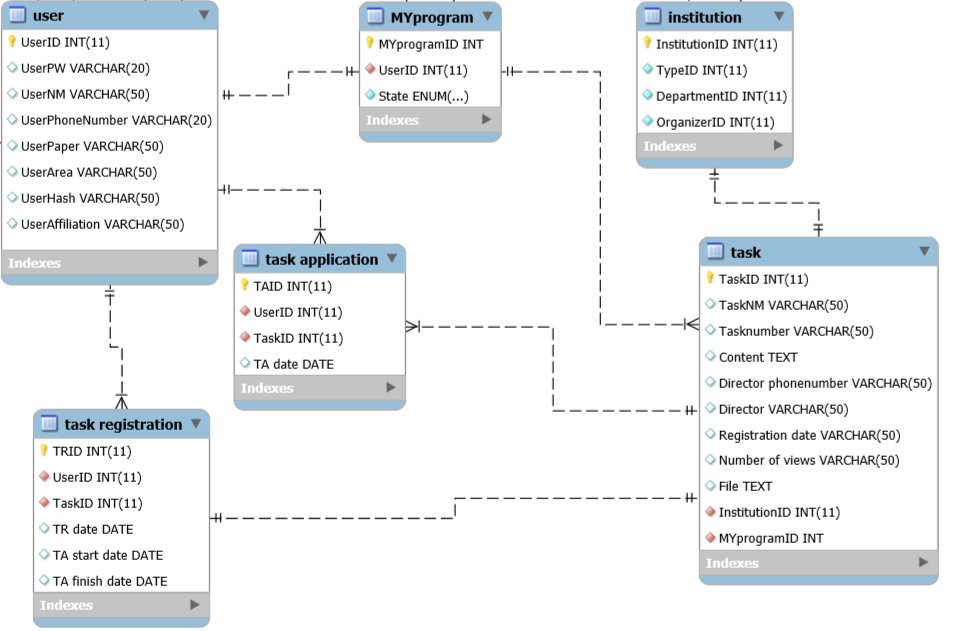 user
UserID INT(11)
UserPW VARCHAR(20)
UserNM VARCHAR(50)
UserPhoneNumber VARCHAR(20)
UserPaper VARCHAR(50)
UserArea VARCHAR(50)
UserHash VARCHAR(50)
UserAffiliation VARCHAR(50)
Indexes
MYprogram
MYprogramID INT
UserID INT(11)
State ENUM(...)
Indexes
institution
InstitutionID INT(11)
TypeID INT(11)
DepartmentID INT(11)
OrganizerID INT(11)
Indexes
task application
TAID INT(11)
UserID INT(11)
TaskID INT(11)
TA date DATE
Indexes
task
TaskID INT(11)
TaskNM VARCHAR(50)
Tasknumber VARCHAR(50)
Content TEXT
Director phonenumber VARCHAR(50)
Director VARCHAR(50)
Registration date VARCHAR(50)
Number of views VARCHAR(50)
File TEXT
InstitutionID INT(11)
MYprogramID INT
Indexes
task registration
TRID INT(11)
UserID INT(11)
TaskID INT(11)
TR date DATE
TA start date DATE
TA finish date DATE
Indexes